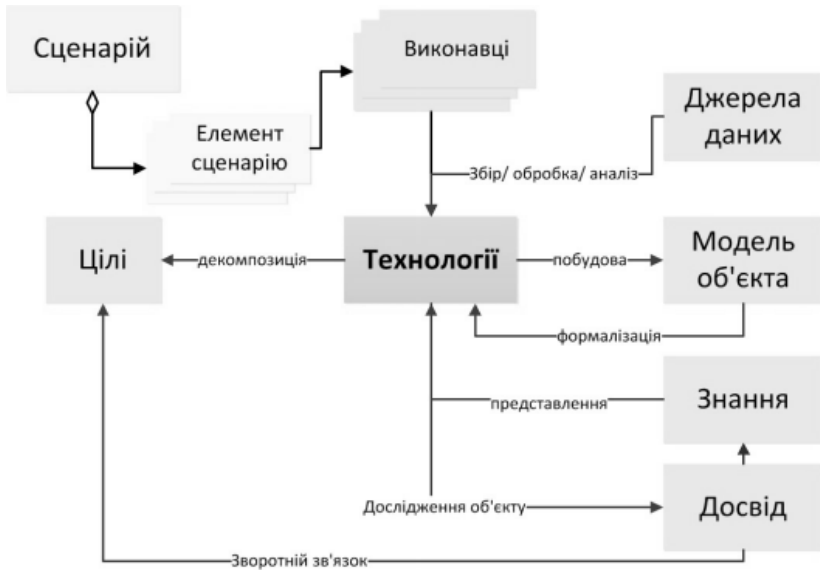 Сценарій
Виконавці
Елемент
сценарію
Джерела
даних
Збір/ обробка/ аналіз
Цілі
декомпозиція
Технології
побудова
Модель
об'єкта
формалізація
представлення
Знання
Дослідження об'єкту
Досвід
Зворотній зв'язок